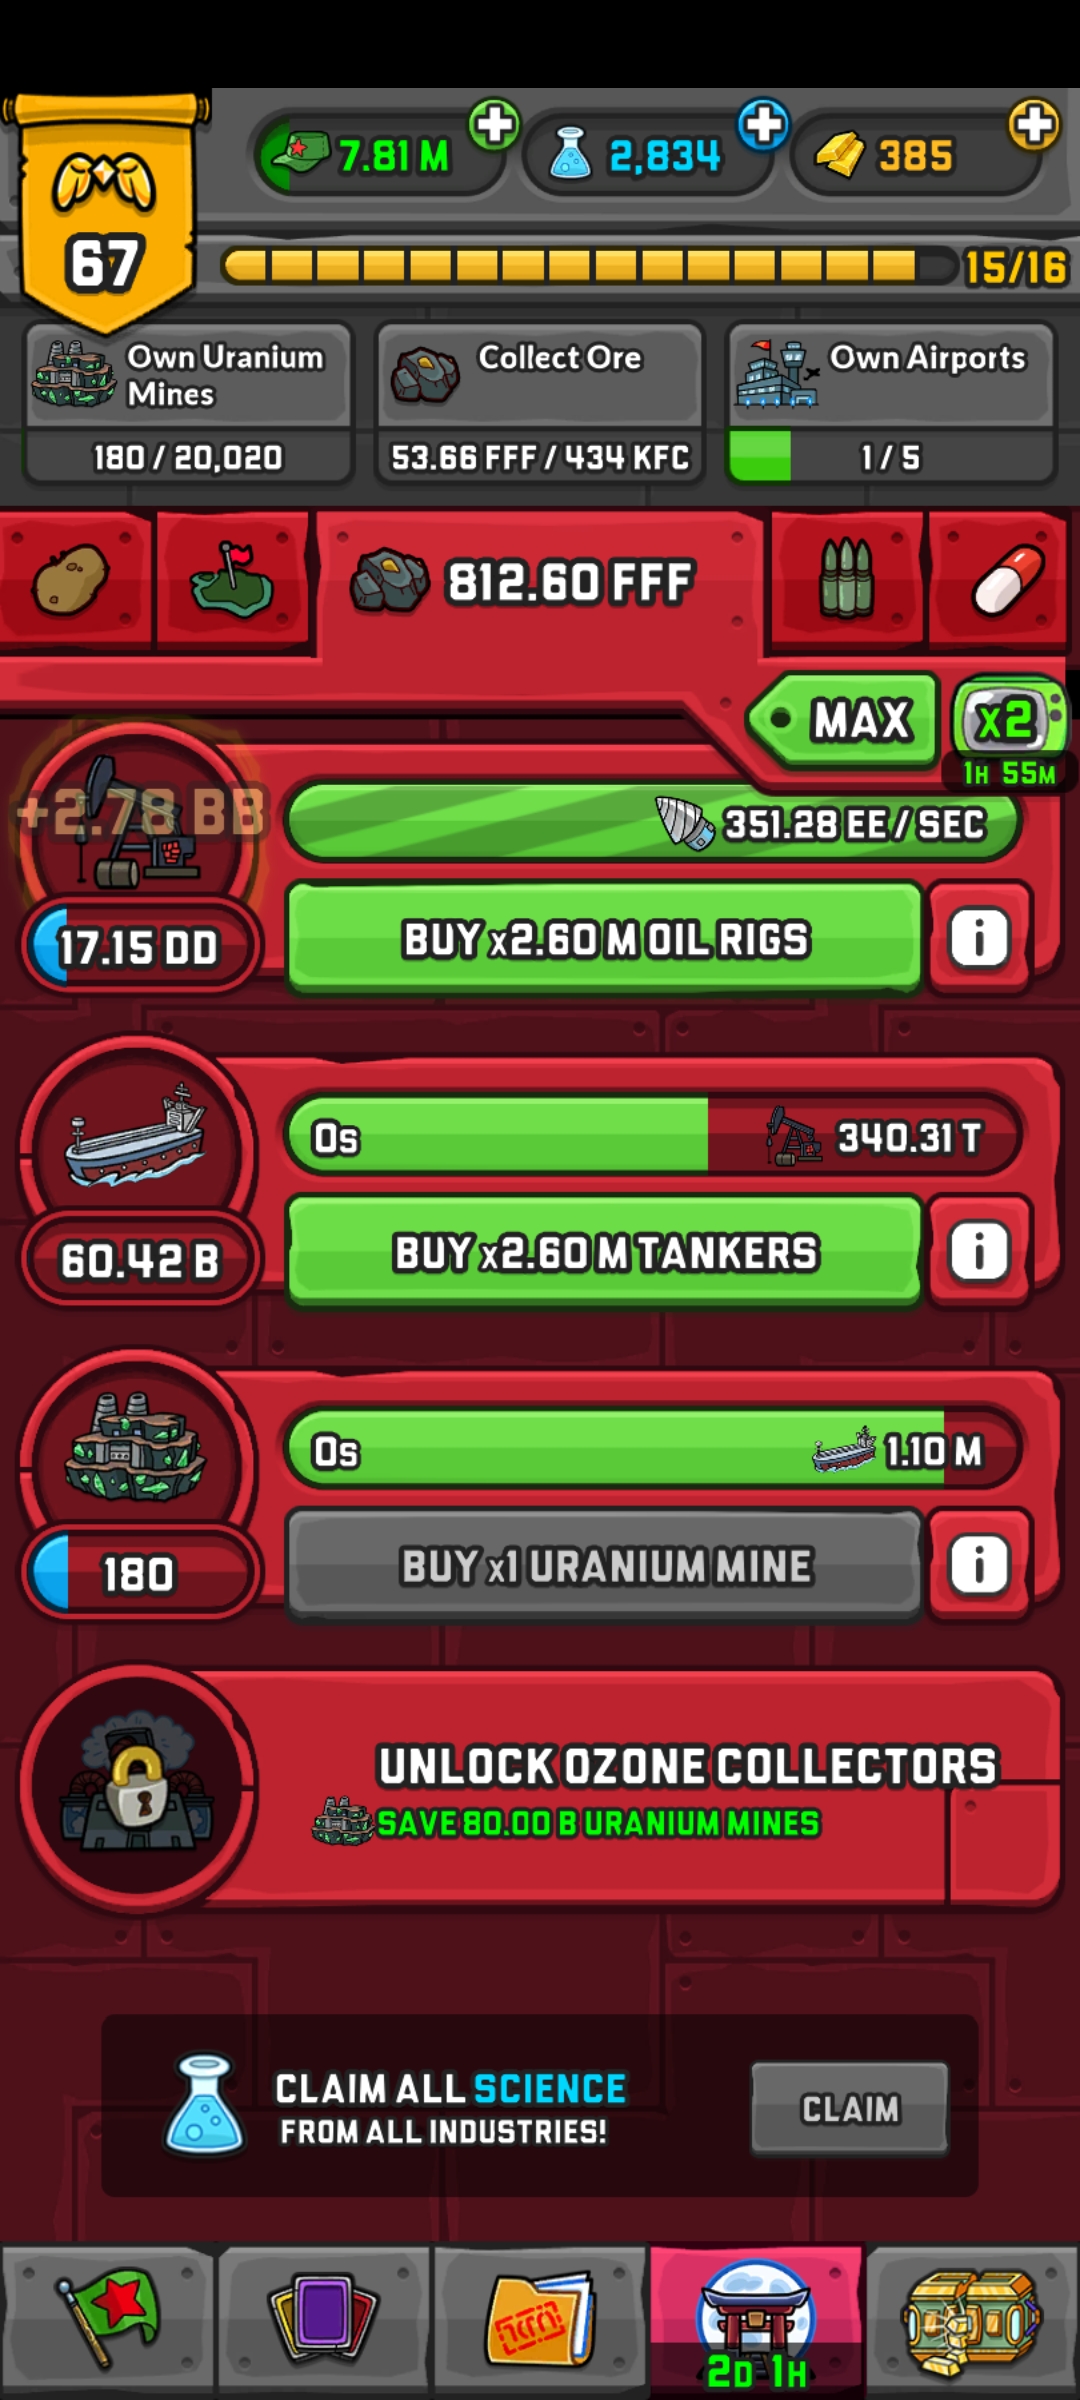 67
7.81 M
2,834
385
15/16
Own Uranium
Mines
180 / 20,020
Collect Ore
53.66 FFF / 434 KFC
Own Airports
1 / 5
812.60 FFF
MAX
x2
1H 55M
+2.78 BB
351.28 EE / SEC
17.15 DD
BUY x2.60 M OIL RIGS
i
0s
340.31 T
60.42 B
BUY x2.60 M TANKERS
i
0s
1.10 M
180
BUY x1 URANIUM MINE
i
UNLOCK OZONE COLLECTORS
SAVE 80.00 B URANIUM MINES
CLAIM ALL SCIENCE
FROM ALL INDUSTRIES!
CLAIM
2D 1H